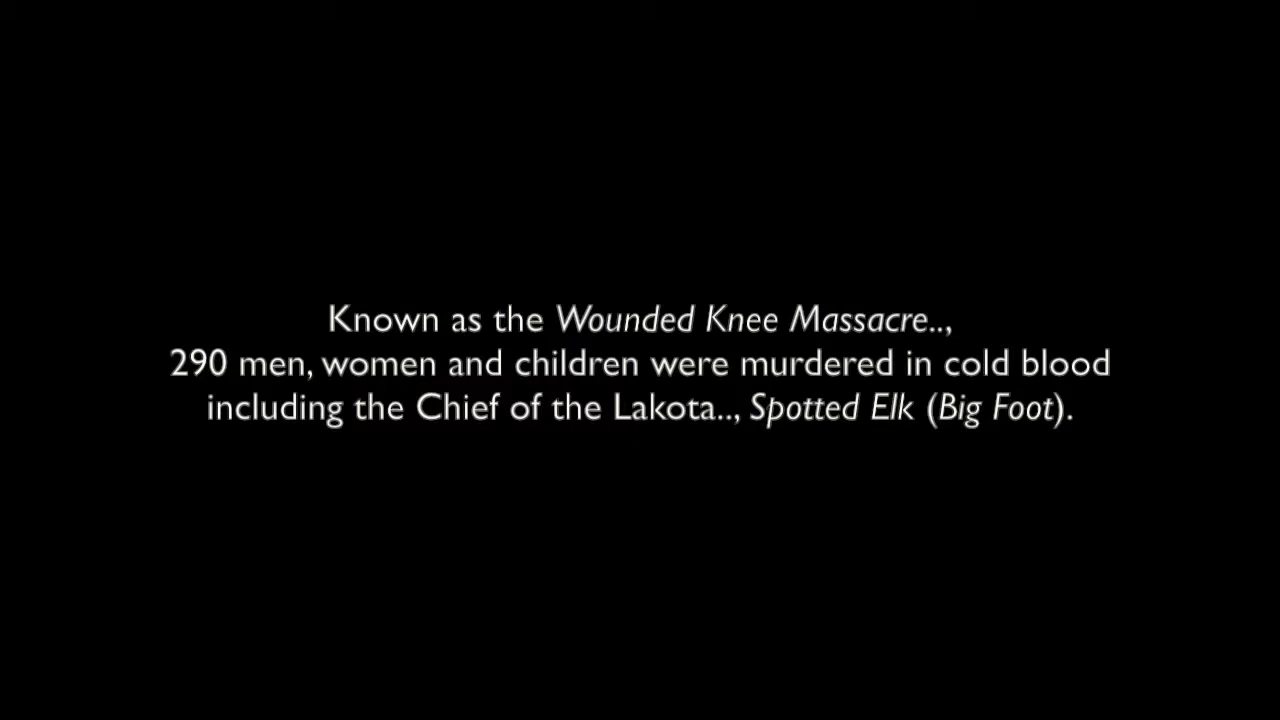 Known as the Wounded Knee Massacre..,
290 men, women and children were murdered in cold blood
including the Chief of the Lakota.., Spotted Elk (Big Foot).